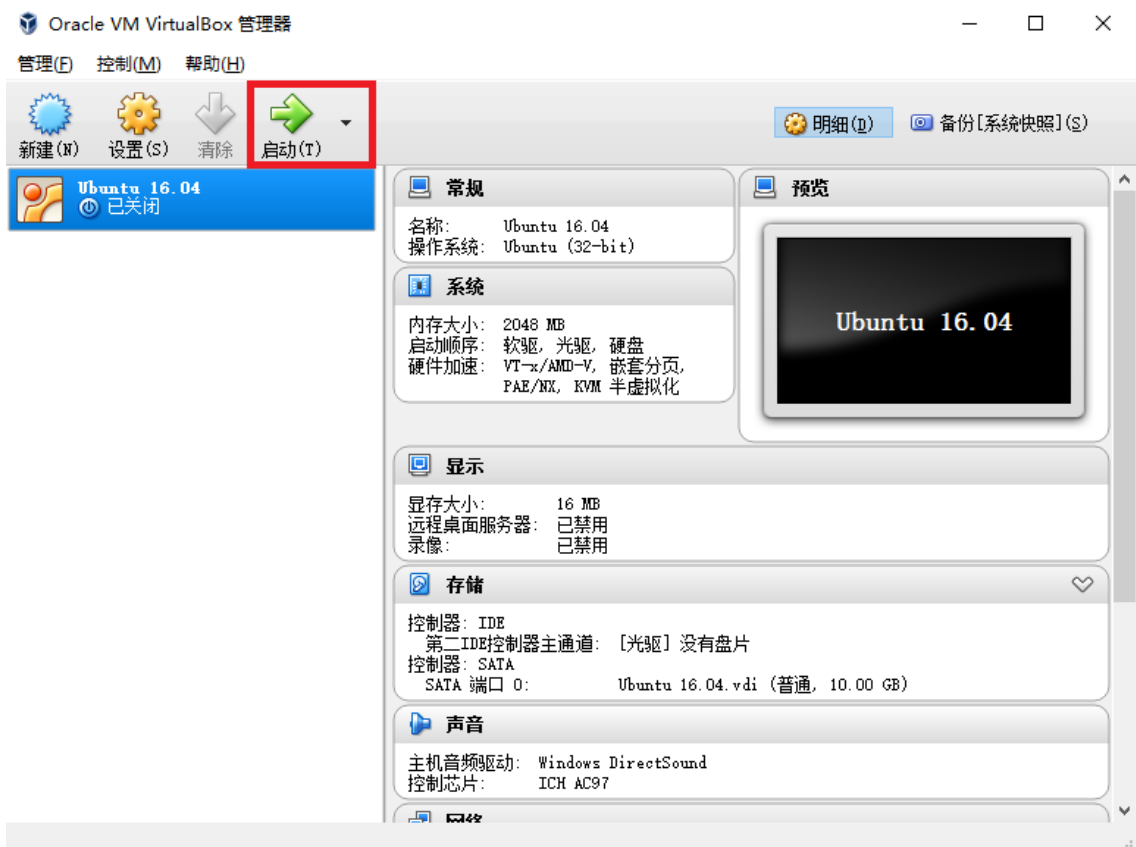 Oracle VM VirtualBox 管理器
管理(F) 控制(M) 帮助(H)
新建(N) 设置(S) 清除 启动(T) 明细(D) 备份[系统快照](S)
Ubuntu 16.04
已关闭
常规
名称: Ubuntu 16.04
操作系统: Ubuntu (32-bit)
系统
内存大小: 2048 MB
启动顺序: 软驱, 光驱, 硬盘
硬件加速: VT-x/AMD-V, 嵌套分页,
PAE/NX, KVM 半虚拟化
预览
Ubuntu 16.04
显示
显存大小: 16 MB
远程桌面服务器: 已禁用
录像: 已禁用
存储
控制器: IDE
第二IDE控制器主通道: [光驱] 没有盘片
控制器: SATA
SATA 端口 0: Ubuntu 16.04.vdi (普通, 10.00 GB)
声音
主机音频驱动: Windows DirectSound
控制芯片: ICH AC97
网络